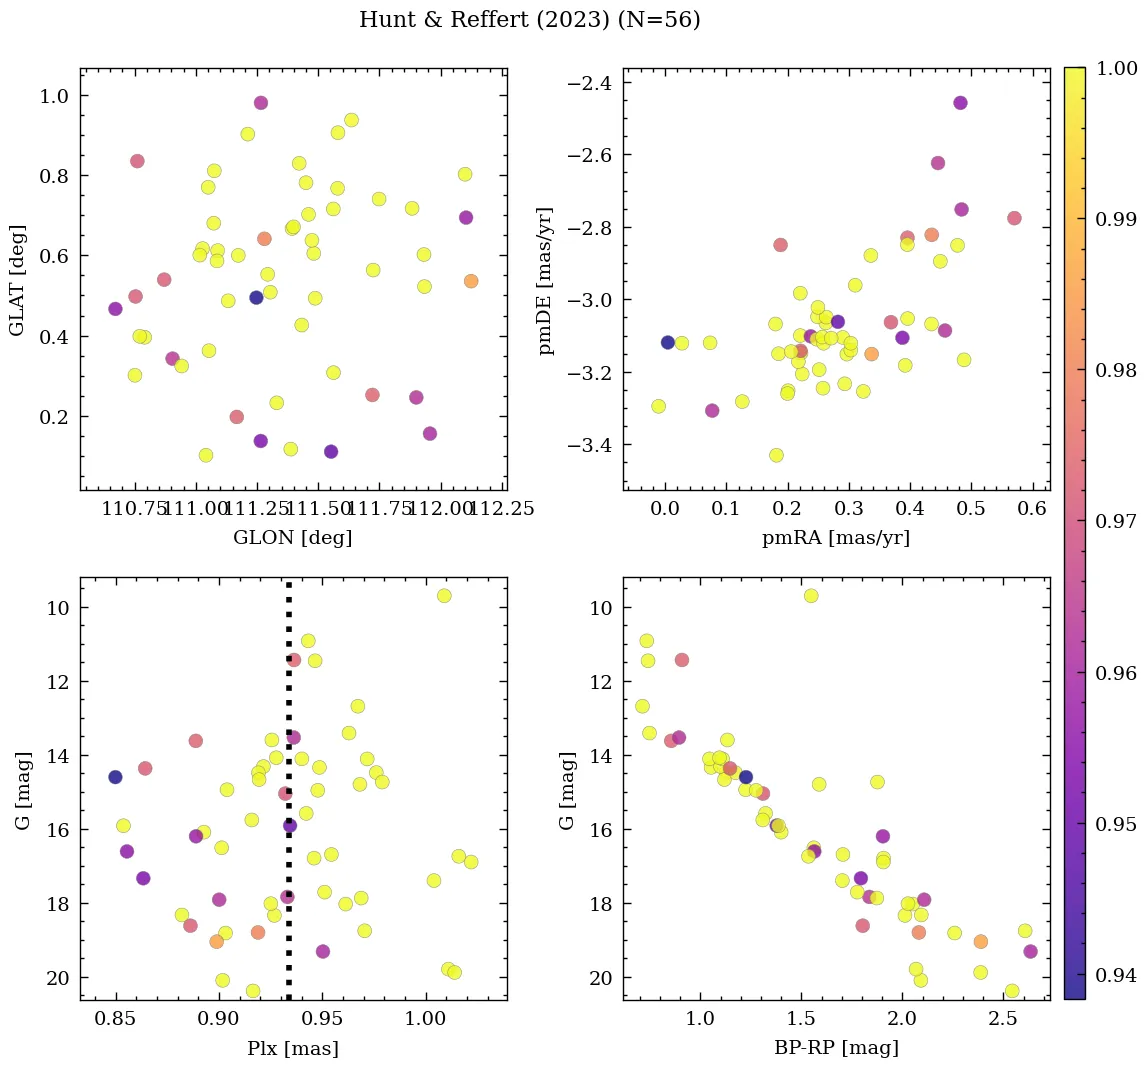 Hunt & Reffert (2023) (N=56)
1.0
0.8
0.6
0.4
0.2
GLAT [deg]
110.75 111.00 111.25 111.50 111.75 112.00 112.25
GLON [deg]
−2.4
−2.6
−2.8
−3.0
−3.2
−3.4
pmDE [mas/yr]
0.0 0.1 0.2 0.3 0.4 0.5 0.6
pmRA [mas/yr]
10
12
14
16
18
20
G [mag]
0.85 0.90 0.95 1.00
Plx [mas]
10
12
14
16
18
20
G [mag]
1.0 1.5 2.0 2.5
BP-RP [mag]
1.00
0.99
0.98
0.97
0.96
0.95
0.94